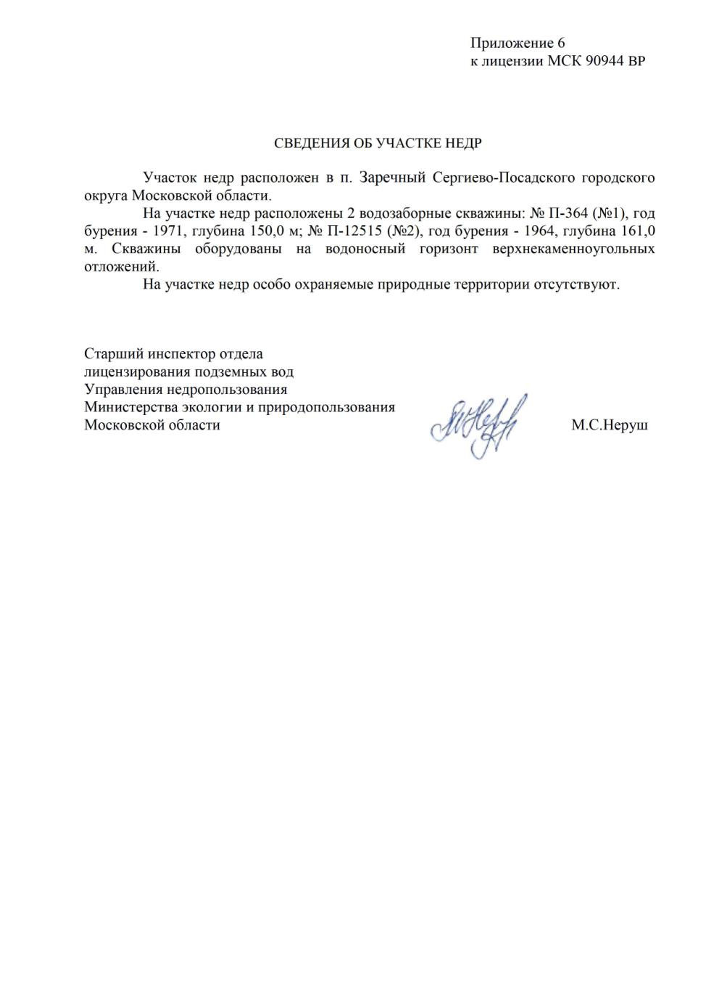 Приложение 6
к лицензии МСК 90944 ВР
СВЕДЕНИЯ ОБ УЧАСТКЕ НЕДР
Участок недр расположен в п. Заречный Сергиево-Посадского городского
округа Московской области.
На участке недр расположены 2 водозаборные скважины: № П-364 (№1), год
бурения - 1971, глубина 150,0 м; № П-12515 (№2), год бурения - 1964, глубина 161,0
м. Скважины оборудованы на водоносный горизонт верхнекаменноугольных
отложений.
На участке недр особо охраняемые природные территории отсутствуют.
Старший инспектор отдела
лицензирования подземных вод
Управления недропользования
Министерства экологии и природопользования
Московской области М.С.Неруш